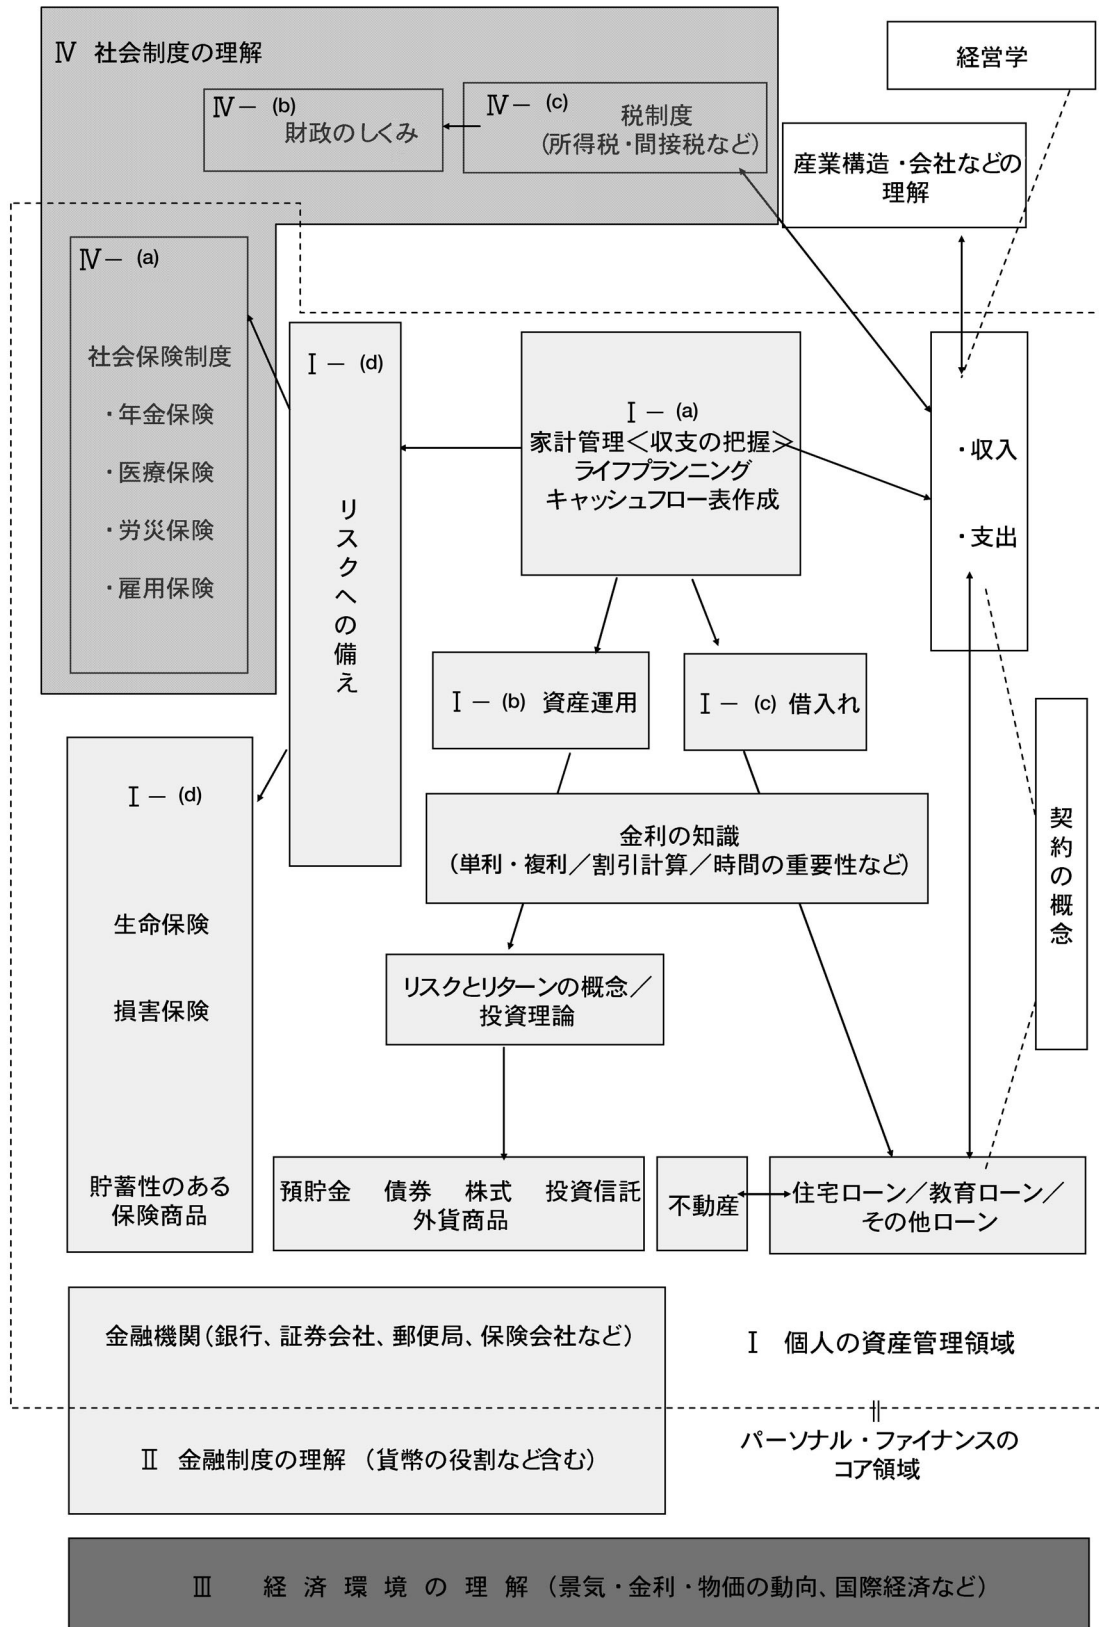 Ⅳ 社会制度の理解
経営学
Ⅳ－(b)
財政のしくみ
Ⅳ－(c)
税制度
(所得税・間接税など)
産業構造・会社などの
理解
Ⅳ－(a)
社会保険制度
・年金保険
・医療保険
・労災保険
・雇用保険
Ⅰ－(d)
リスクへの備え
Ⅰ－(a)
家計管理＜収支の把握＞
ライフプランニング
キャッシュフロー表作成
・収入
・支出
Ⅰ－(b) 資産運用
Ⅰ－(c) 借入れ
契約の概念
金利の知識
(単利・複利／割引計算／時間の重要性など)
Ⅰ－(d)
生命保険
損害保険
貯蓄性のある
保険商品
リスクとリターンの概念／
投資理論
預貯金 債券 株式 投資信託
外貨商品
不動産
住宅ローン／教育ローン／
その他ローン
金融機関(銀行、証券会社、郵便局、保険会社など)
Ⅰ 個人の資産管理領域
Ⅱ 金融制度の理解 (貨幣の役割など含む)
パーソナル・ファイナンスの
コア領域
Ⅲ 経済環境の理解 (景気・金利・物価の動向、国際経済など)